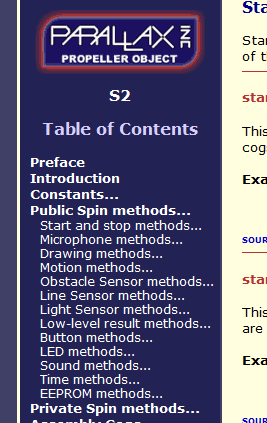 PARALLAX INC
PROPELLER OBJECT
S2
Table of Contents
Preface
Introduction
Constants...
Public Spin methods...
Start and stop methods...
Microphone methods...
Drawing methods...
Motion methods...
Obstacle Sensor methods...
Line Sensor methods...
Light Sensor methods...
Low-level result methods...
Button methods...
LED methods...
Sound methods...
Time methods...
EEPROM methods...
Private Spin methods...
Sta
Star
of t
star
This
cogs
Exa
SOUR
star
This
are
Exa
SOUR